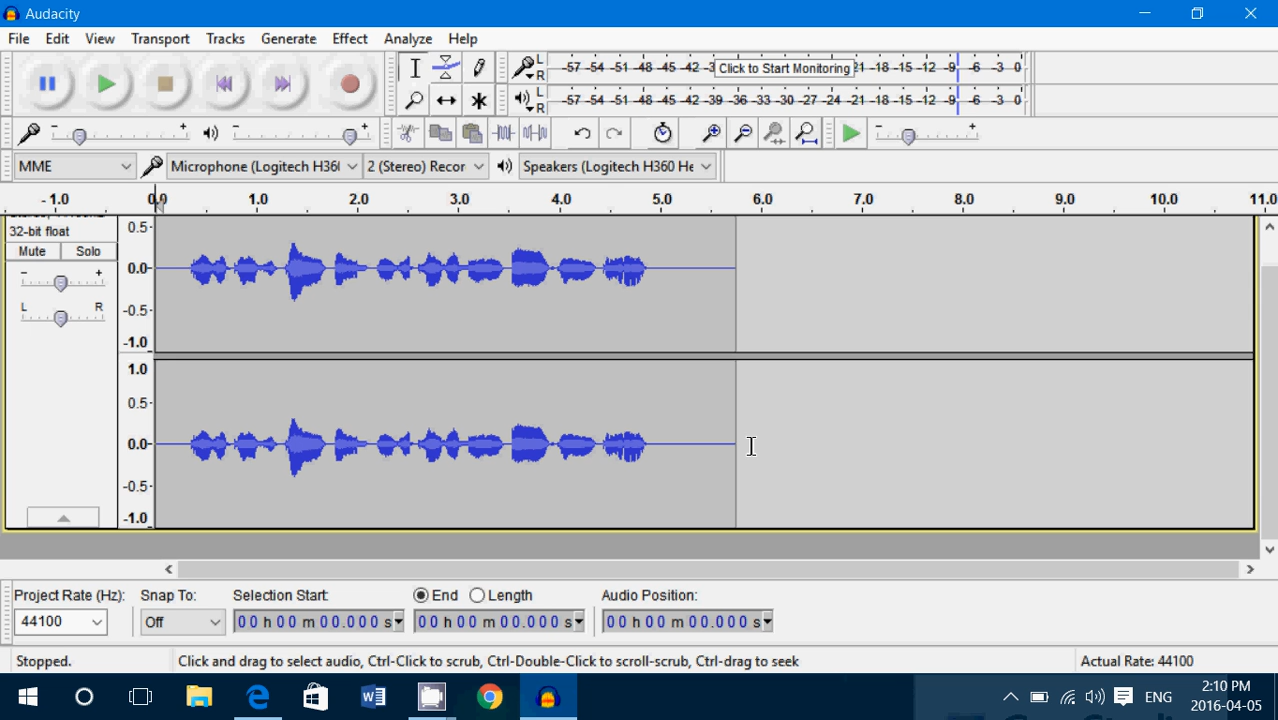 Audacity
File Edit View Transport Tracks Generate Effect Analyze Help
L R -57 -54 -51 -48 -45 -42 -3 Click to Start Monitoring 21 -18 -15 -12 -9 -6 -3 0
L R -57 -54 -51 -48 -45 -42 -39 -36 -33 -30 -27 -24 -21 -18 -15 -12 -9 -6 -3 0
- + - + - +
MME Microphone (Logitech H36 2 (Stereo) Recor Speakers (Logitech H360 He
- 1.0 0.0 1.0 2.0 3.0 4.0 5.0 6.0 7.0 8.0 9.0 10.0 11.0
32-bit float 0.5
Mute Solo
- + 0.0
L R -0.5
-1.0
1.0
0.5
0.0
-0.5
-1.0
Project Rate (Hz): Snap To: Selection Start: End Length Audio Position:
44100 Off 00 h 00 m 00.000 s 00 h 00 m 00.000 s 00 h 00 m 00.000 s
Stopped. Click and drag to select audio, Ctrl-Click to scrub, Ctrl-Double-Click to scroll-scrub, Ctrl-drag to seek Actual Rate: 44100
ENG 2:10 PM
2016-04-05